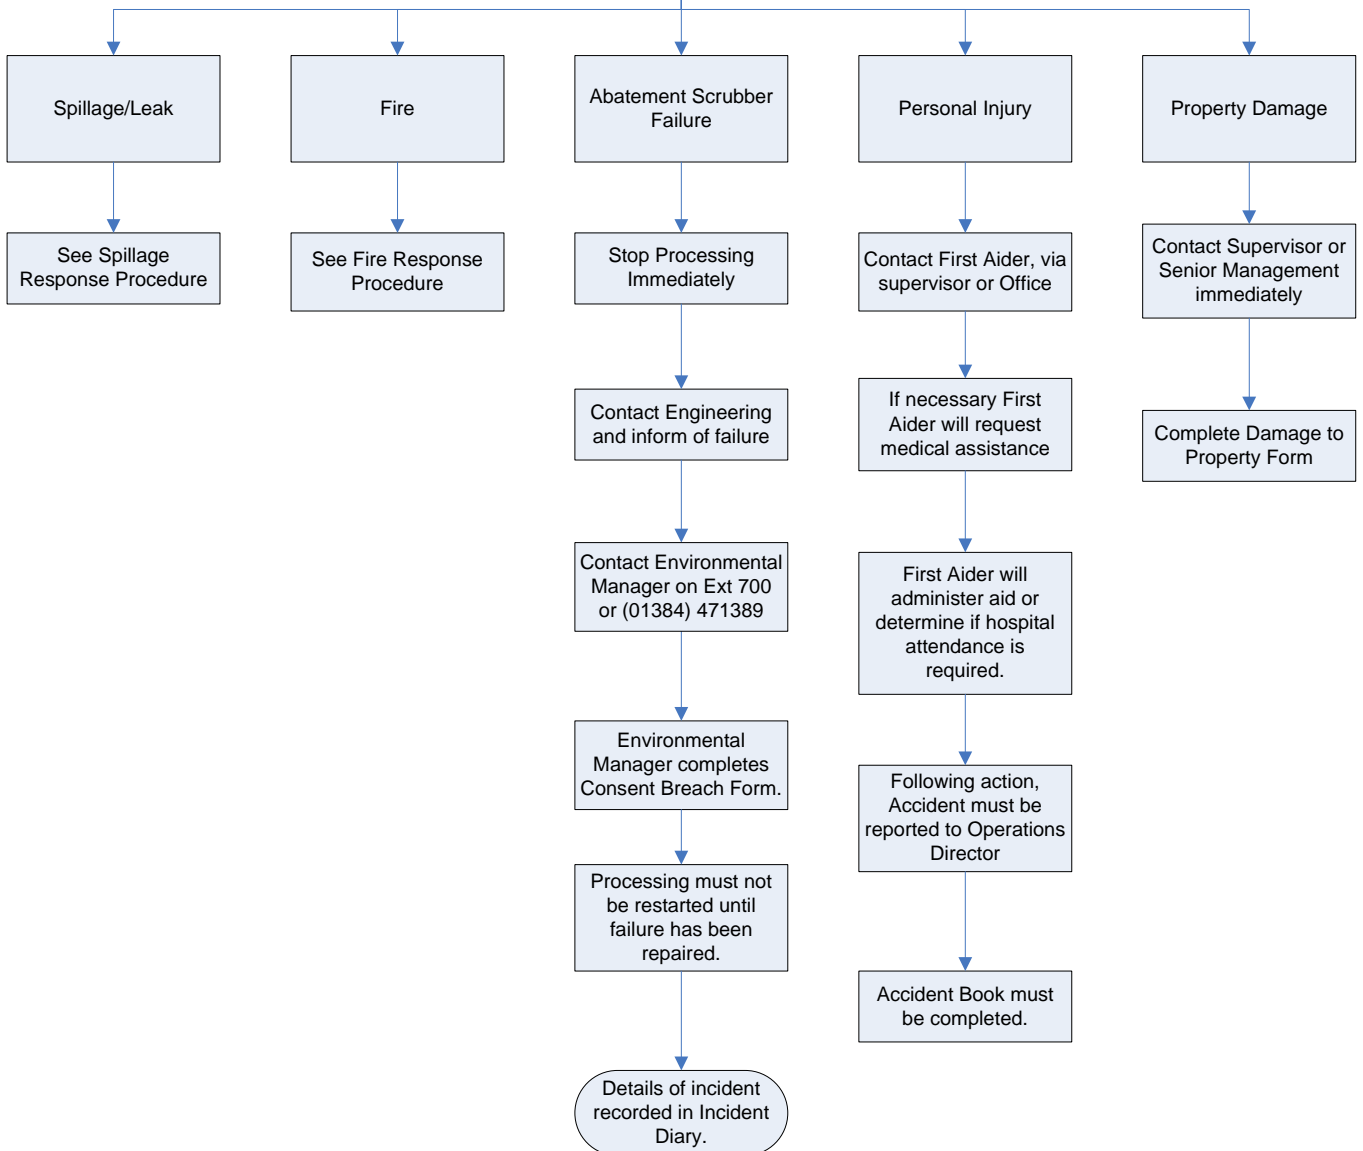 Spillage/Leak
See Spillage
Response Procedure
Fire
See Fire Response
Procedure
Abatement Scrubber
Failure
Stop Processing
Immediately
Contact Engineering
and inform of failure
Contact Environmental
Manager on Ext 700
or (01384) 471389
Environmental
Manager completes
Consent Breach Form.
Processing must not
be restarted until
failure has been
repaired.
Details of incident
recorded in Incident
Diary.
Personal Injury
Contact First Aider, via
supervisor or Office
If necessary First
Aider will request
medical assistance
First Aider will
administer aid or
determine if hospital
attendance is
required.
Following action,
Accident must be
reported to Operations
Director
Accident Book must
be completed.
Property Damage
Contact Supervisor or
Senior Management
immediately
Complete Damage to
Property Form